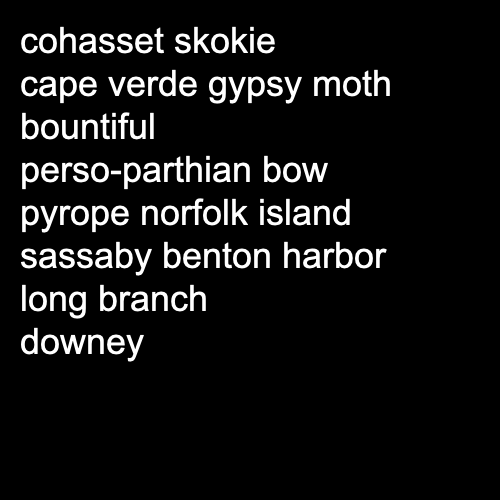 cohasset skokie
cape verde gypsy moth
bountiful
perso-parthian bow
pyrope norfolk island
sassaby benton harbor
long branch
downey